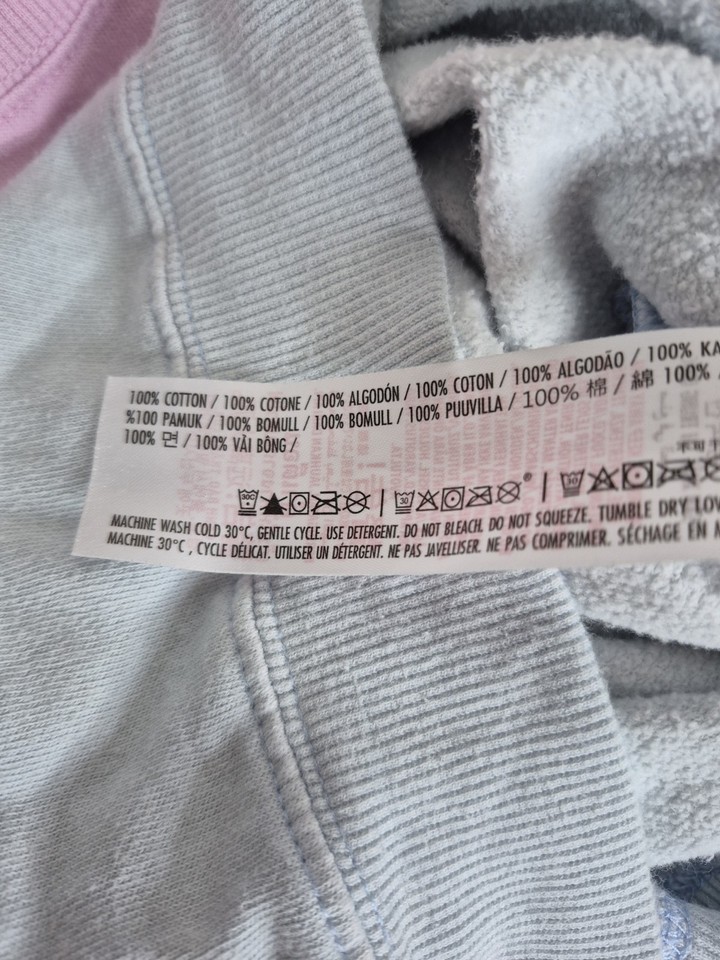 100% COTTON / 100% COTONE / 100% ALGODÓN / 100% COTON / 100% ALGODÃO / 100% KA
%100 PAMUK / 100% BOMULL / 100% BOMULL / 100% PUUVILLA / 100% 棉 / 綿 100% /
100% 면 / 100% VẢI BÔNG /
30C 30
MACHINE WASH COLD 30°C, GENTLE CYCLE. USE DETERGENT. DO NOT BLEACH. DO NOT SQUEEZE. TUMBLE DRY LOW
MACHINE 30°C , CYCLE DÉLICAT. UTILISER UN DÉTERGENT. NE PAS JAVELLISER. NE PAS COMPRIMER. SÉCHAGE EN M